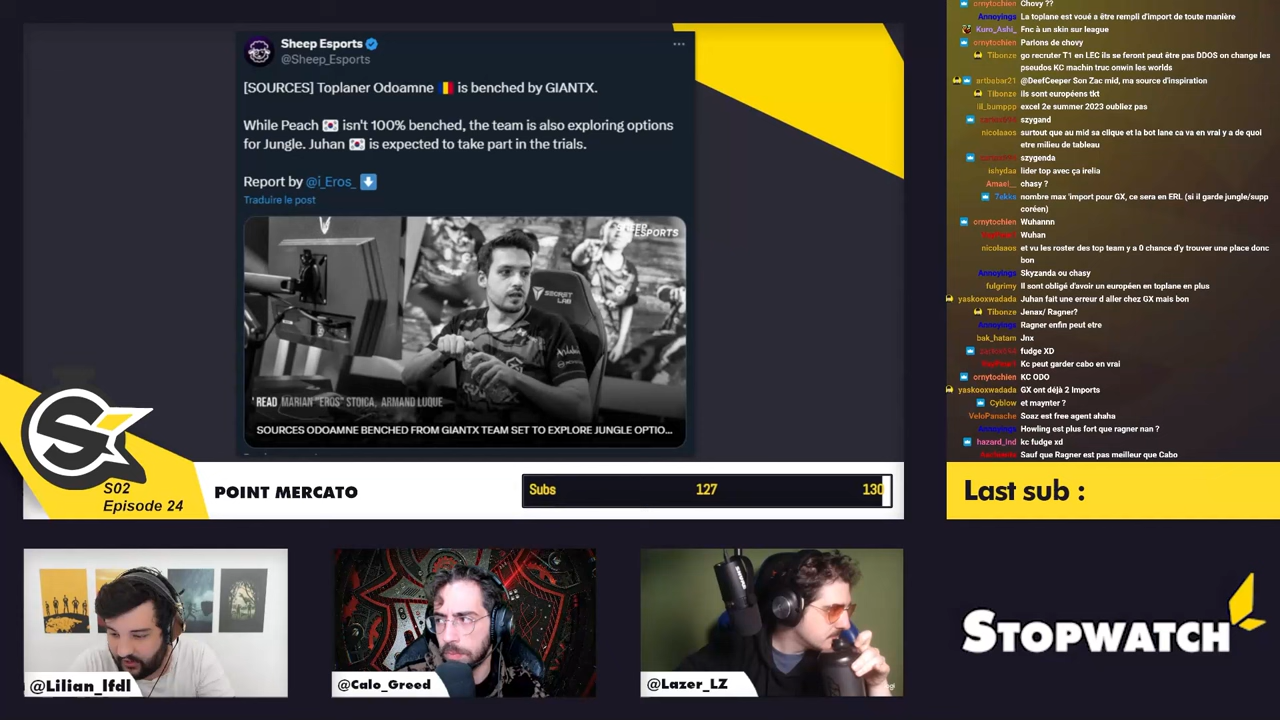 Sheep Esports
@Sheep_Esports
[SOURCES] Toplaner Odoamne is benched by GIANTX.
While Peach isn't 100% benched, the team is also exploring options
for Jungle. Juhan is expected to take part in the trials.
Report by @i_Eros_
Traduire le post
ESPORTS
SECRET
LAB
READ MARIAN "EROS" STOICA, ARMAND LUQUE
SOURCES ODOAMNE BENCHED FROM GIANTX TEAM SET TO EXPLORE JUNGLE OPTIO...
S02
Episode 24
POINT MERCATO
Subs 127 130
ornytochien Chovy ??
Annoyings La toplane est voué a être rempli d'import de toute manière
Kuro_Ashi_ Fnc à un skin sur league
ornytochien Parlons de chovy
Tibonze go recruter T1 en LEC ils se feront peut être pas DDOS on change les
pseudos KC machin truc onwin les worlds
artbabar21 @DeefCeeper Son Zac mid, ma source d'inspiration
Tibonze ils sont européens tkt
lil_bumppp excel 2e summer 2023 oubliez pas
szygand
nicolaaos surtout que au mid sa clique et la bot lane ca va en vral y a de quoi
etre milieu de tableau
szygenda
ishydaa lider top avec ça irelia
Amasi__ chasy ?
7ekks nombre max 'import pour GX, ce sera en ERL (si il garde jungle/supp
coréen)
ornytochien Wuhannn
Wuhan
nicolaaos et vu les roster des top team y a 0 chance d'y trouver une place donc
bon
Annoyings Skyzanda ou chasy
fulgrimy Il sont obligé d'avoir un européen en toplane en plus
yaskooxwadada Juhan fait une erreur d aller chez GX mais bon
Tibonze Jenax/ Ragner?
Annoyings Ragner enfin peut etre
bak_hatam Jnx
fudge XD
Kc peut garder cabo en vrai
ornytochien KC ODO
yaskooxwadada GX ont déjà 2 Imports
Cyblow et maynter ?
VeloPanache Soaz est free agent ahaha
Annoyings Howling est plus fort que ragner nan ?
hazard_ind kc fudge xd
Sauf que Ragner est pas meilleur que Cabo
Last sub :
@Lilian_lfdl
@Calo_Greed
@Lazer_LZ
STOPWATCH